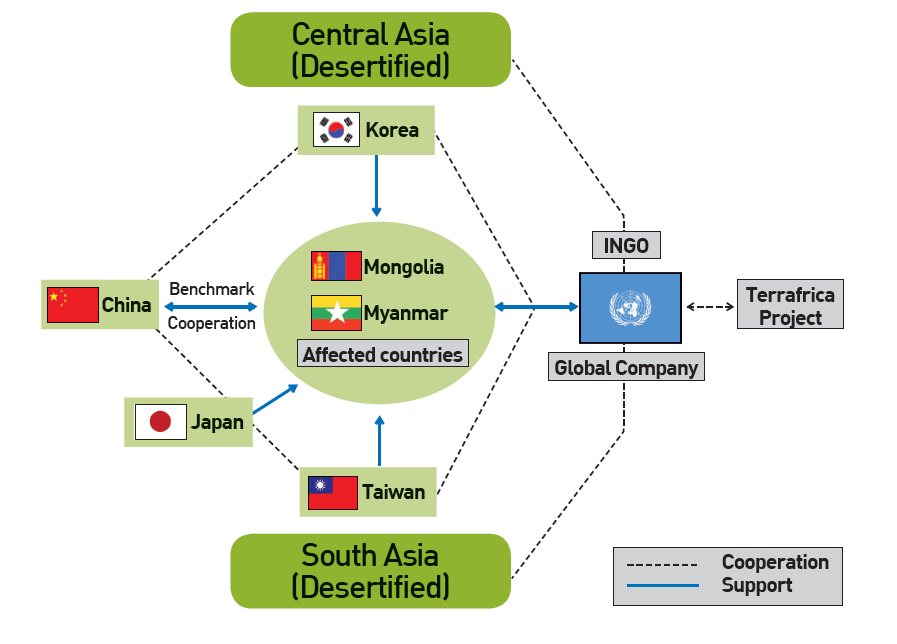 Central Asia
(Desertified)
Korea
INGO
Mongolia
China
Benchmark
Cooperation
Myanmar
Affected countries
Terrafrica
Project
Global Company
Japan
Taiwan
South Asia
(Desertified)
Cooperation
Support